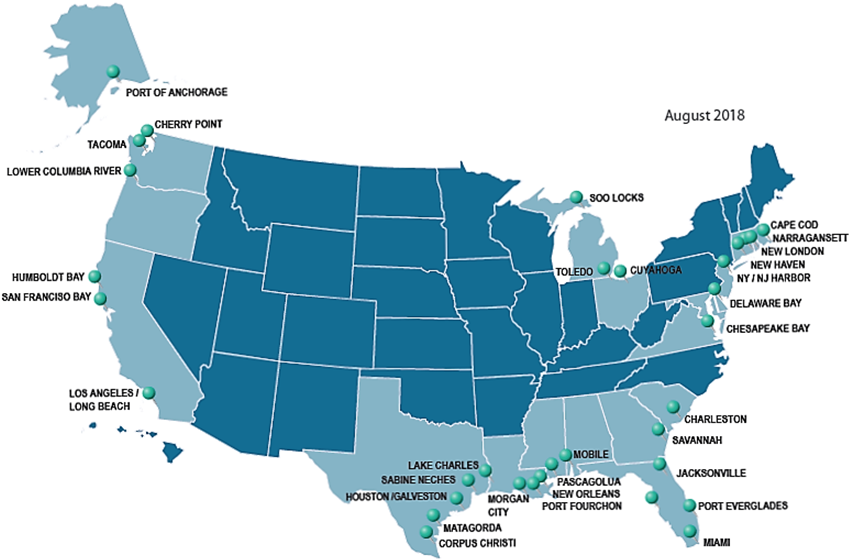 PORT OF ANCHORAGE
August 2018
CHERRY POINT
TACOMA
LOWER COLUMBIA RIVER
SOO LOCKS
CAPE COD
NARRAGANSETT
NEW LONDON
NEW HAVEN
NY / NJ HARBOR
TOLEDO
CUYAHOGA
HUMBOLDT BAY
SAN FRANCISO BAY
DELAWARE BAY
CHESAPEAKE BAY
LOS ANGELES /
LONG BEACH
CHARLESTON
SAVANNAH
MOBILE
LAKE CHARLES
SABINE NECHES
HOUSTON /GALVESTON
MATAGORDA
CORPUS CHRISTI
MORGAN
CITY
PASCAGOLUA
NEW ORLEANS
PORT FOURCHON
JACKSONVILLE
PORT EVERGLADES
MIAMI